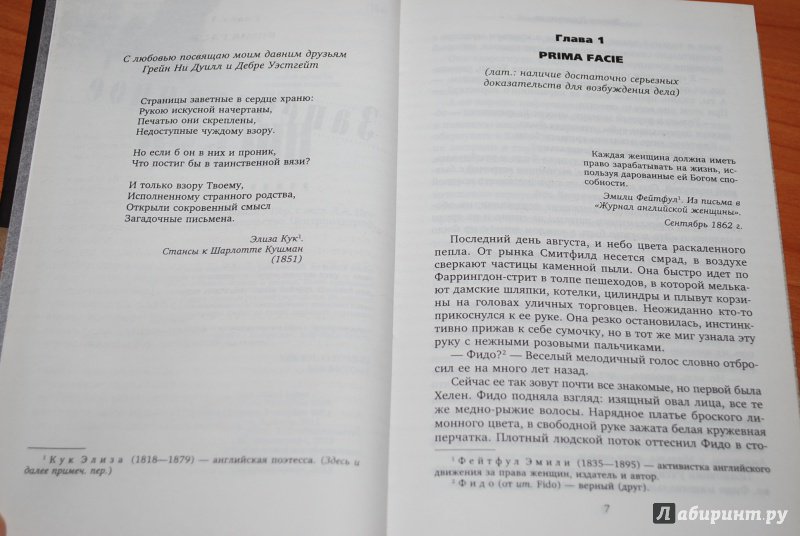 С любовью посвящаю моим давним друзьям
Грейн Ни Дуилл и Дебре Уэстгейт
Страницы заветные в сердце храню:
Рукою искусной начертаны,
Печатью они скреплены,
Недоступные чуждому взору.
Но если б он в них и проник,
Что постиг бы в таинственной вязи?
И только взору Твоему,
Исполненному странного родства,
Открыли сокровенный смысл
Загадочные письмена.
Элиза Кук¹.
Стансы к Шарлотте Кушман
(1851)
¹ Кук Элиза (1818—1879) — английская поэтесса. (Здесь и
далее примеч. пер.)
Глава 1
PRIMA FACIE
(лат.: наличие достаточно серьезных
доказательств для возбуждения дела)
Каждая женщина должна иметь
право зарабатывать на жизнь, ис-
пользуя дарованные ей Богом спо-
собности.
Эмили Фейтфул¹. Из письма в
«Журнал английской женщины».
Сентябрь 1862 г.
Последний день августа, и небо цвета раскаленного
пепла. От рынка Смитфилд несется смрад, в воздухе
сверкают частицы каменной пыли. Она быстро идет по
Фаррингдон-стрит в толпе пешеходов, в которой мелька-
ют дамские шляпки, котелки, цилиндры и плывут корзи-
ны на головах уличных торговцев. Неожиданно кто-то
прикоснулся к ее руке. Она резко остановилась, инстинк-
тивно прижав к себе сумочку, но в тот же миг узнала эту
руку с нежными розовыми пальчиками.
— Фидо?² — Веселый мелодичный голос словно отбро-
сил ее на много лет назад.
Сейчас ее так зовут почти все знакомые, но первой была
Хелен. Фидо подняла взгляд: изящный овал лица, все те
же медно-рыжие волосы. Нарядное платье броского ли-
монного цвета, в свободной руке зажата белая кружевная
перчатка. Плотный людской поток оттеснил Фидо в сто-
¹ Фейтфул Эмили (1835—1895) — активистка английского
движения за права женщин, издатель и автор.
² Фидо (от ит. Fido) — верный (друг).
7
Лабиринт.ру